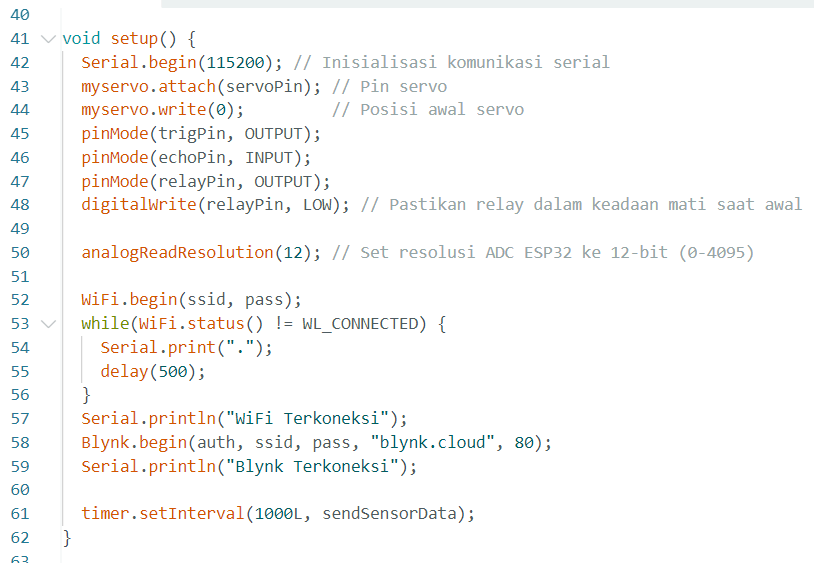 40
41 void setup() {
42 Serial.begin(115200); // Inisialisasi komunikasi serial
43 myservo.attach(servoPin); // Pin servo
44 myservo.write(0); // Posisi awal servo
45 pinMode(trigPin, OUTPUT);
46 pinMode(echoPin, INPUT);
47 pinMode(relayPin, OUTPUT);
48 digitalWrite(relayPin, LOW); // Pastikan relay dalam keadaan mati saat awal
49
50 analogReadResolution(12); // Set resolusi ADC ESP32 ke 12-bit (0-4095)
51
52 WiFi.begin(ssid, pass);
53 while(WiFi.status() != WL_CONNECTED) {
54 Serial.print(".");
55 delay(500);
56 }
57 Serial.println("WiFi Terkoneksi");
58 Blynk.begin(auth, ssid, pass, "blynk.cloud", 80);
59 Serial.println("Blynk Terkoneksi");
60
61 timer.setInterval(1000L, sendSensorData);
62 }
63